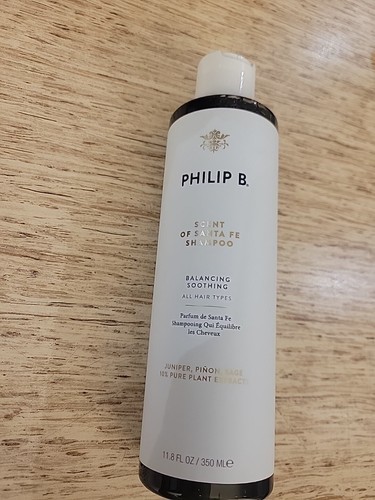 PHILIP B.
SCENT
OF SANTA FE
SHAMPOO
BALANCING
SOOTHING
ALL HAIR TYPES
Parfum de Santa Fe
Shampooing Qui Équilibre
les Cheveux
JUNIPER, PIÑON, SAGE
10% PURE PLANT EXTRACT
11.8 FL OZ / 350 ML℮